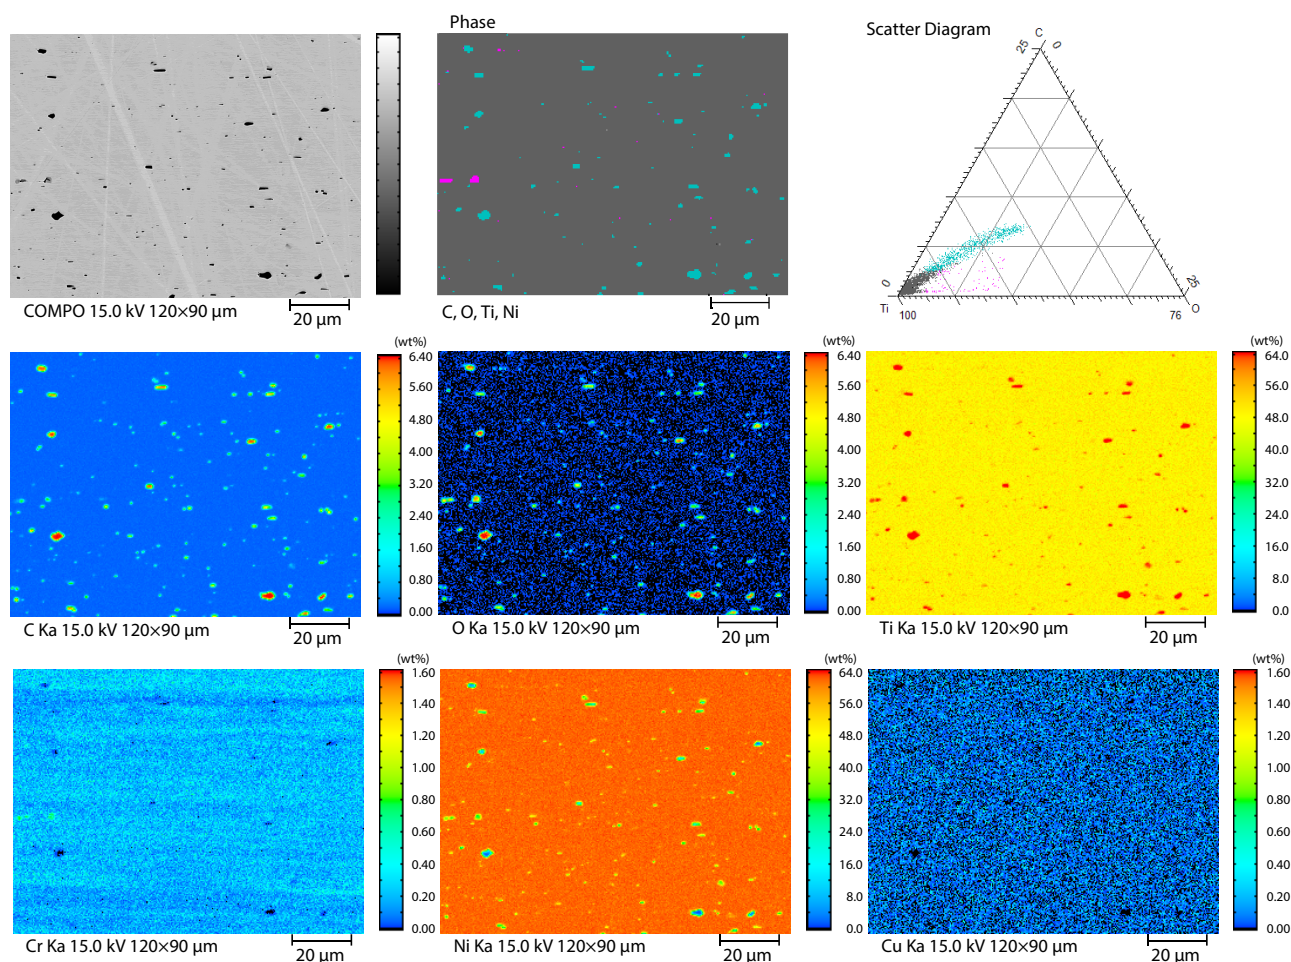 Phase
Scatter Diagram
C
25
0
0
25
Ti
100
76
O
COMPO 15.0 kV 120×90 µm
20 µm
C, O, Ti, Ni
20 µm
(wt%)
6.40
5.60
4.80
4.00
3.20
2.40
1.60
0.80
0.00
C Ka 15.0 kV 120×90 µm
20 µm
(wt%)
6.40
5.60
4.80
4.00
3.20
2.40
1.60
0.80
0.00
O Ka 15.0 kV 120×90 µm
20 µm
(wt%)
64.0
56.0
48.0
40.0
32.0
24.0
16.0
8.0
0.00
Ti Ka 15.0 kV 120×90 µm
20 µm
(wt%)
1.60
1.40
1.20
1.00
0.80
0.60
0.40
0.20
0.00
Cr Ka 15.0 kV 120×90 µm
20 µm
(wt%)
64.0
56.0
48.0
40.0
32.0
24.0
16.0
8.0
0.00
Ni Ka 15.0 kV 120×90 µm
20 µm
(wt%)
1.60
1.40
1.20
1.00
0.80
0.60
0.40
0.20
0.00
Cu Ka 15.0 kV 120×90 µm
20 µm